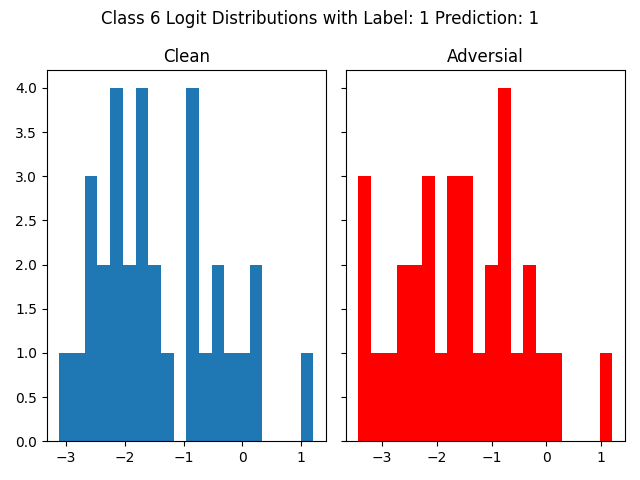 Class 6 Logit Distributions with Label: 1 Prediction: 1
Clean
Adversial
4.0
3.5
3.0
2.5
2.0
1.5
1.0
0.5
0.0
−3 −2 −1 0 1
−3 −2 −1 0 1